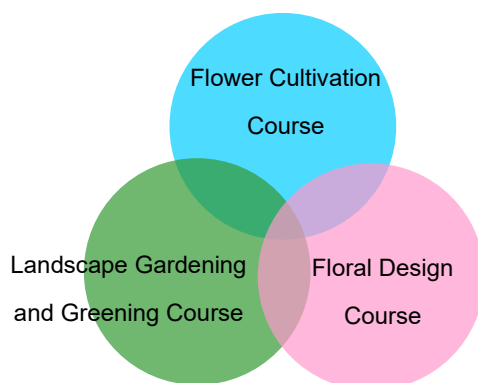 Flower Cultivation
Course
Landscape Gardening
and Greening Course
Floral Design
Course